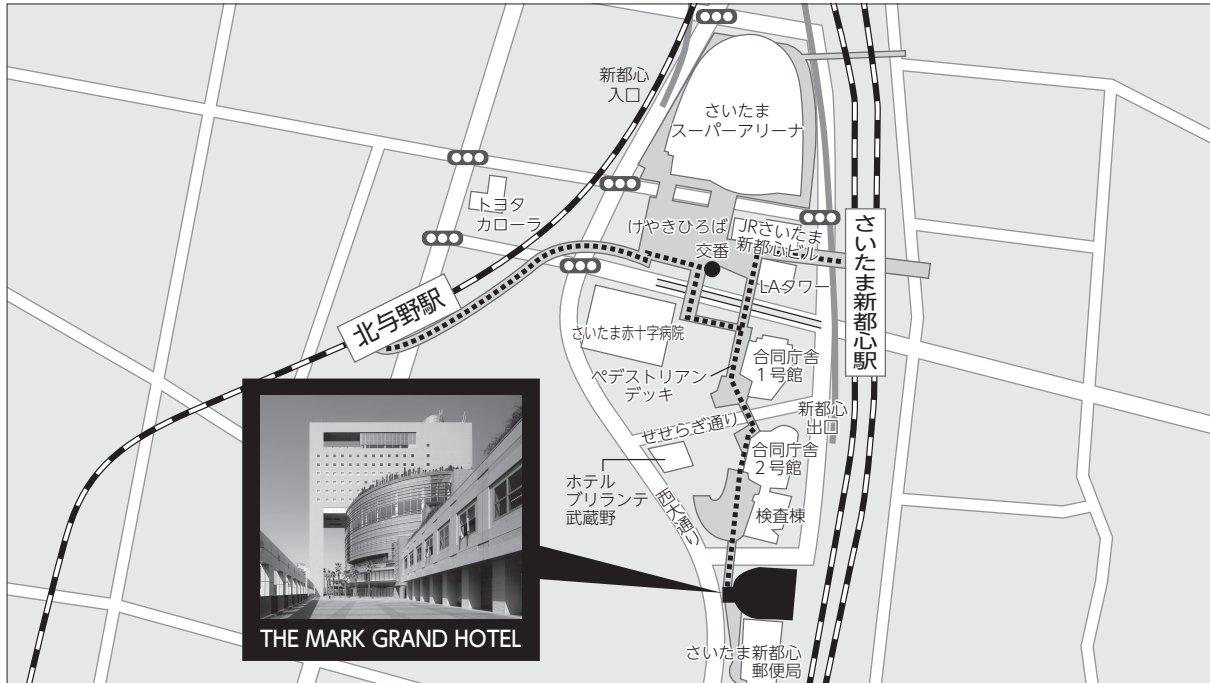 新都心
入口
さいたま
スーパーアリーナ
トヨタ
カローラ
けやきひろば
交番
JRさいたま
新都心ビル
LAタワー
さいたま新都心駅
北与野駅
さいたま赤十字病院
合同庁舎
1号館
ペデストリアン
デッキ
新都心
出口
せせらぎ通り
合同庁舎
2号館
ホテル
ブリランテ
武蔵野
西大通り
検査棟
THE MARK GRAND HOTEL
さいたま新都心
郵便局